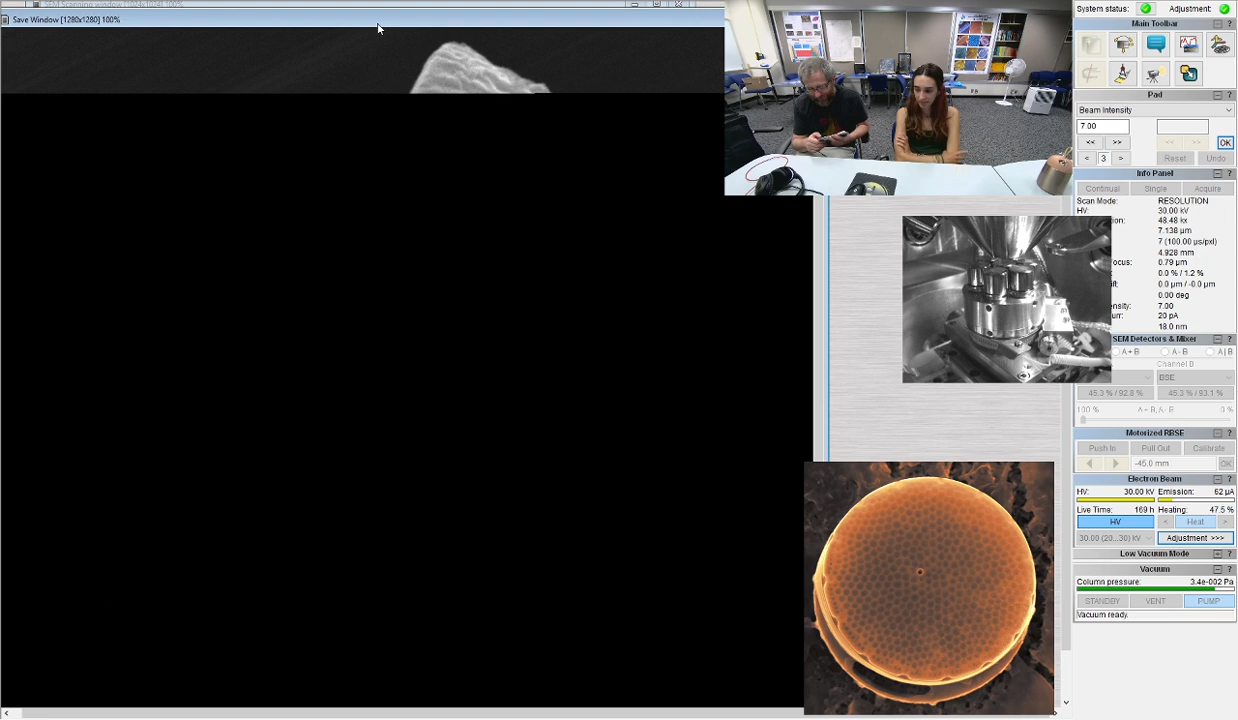 SEM Scanning window [1024x1024] 100%
Save Window [1280x1280] 100%
System status: Adjustment:
Main Toolbar
Pad
Beam Intensity
7.00
<< >> << >> OK
< 3 > Reset Undo
Info Panel
Continual Single Acquire
Scan Mode: RESOLUTION
HV: 30.00 kV
48.48 kx
7.138 µm
7 (100.00 µs/pxl)
4.928 mm
0.79 µm
0.0 % / 1.2 %
0.0 µm / -0.0 µm
0.00 deg
7.00
20 pA
18.0 nm
SEM Detectors & Mixer
A+B A-B A|B
Channel B
BSE
45.3 % / 92.8 % 45.3 % / 93.1 %
100 % 0 %
Motorized RBSE
Push In Pull Out Calibrate
-45.0 mm OK
Electron Beam
HV: 30.00 kV Emission: 62 µA
Live Time: 169 h Heating: 47.5 %
HV < Heat >
30.00 (20...30) kV Adjustment >>>
Low Vacuum Mode
Vacuum
Column pressure: 3.4e-002 Pa
STANDBY VENT PUMP
Vacuum ready.